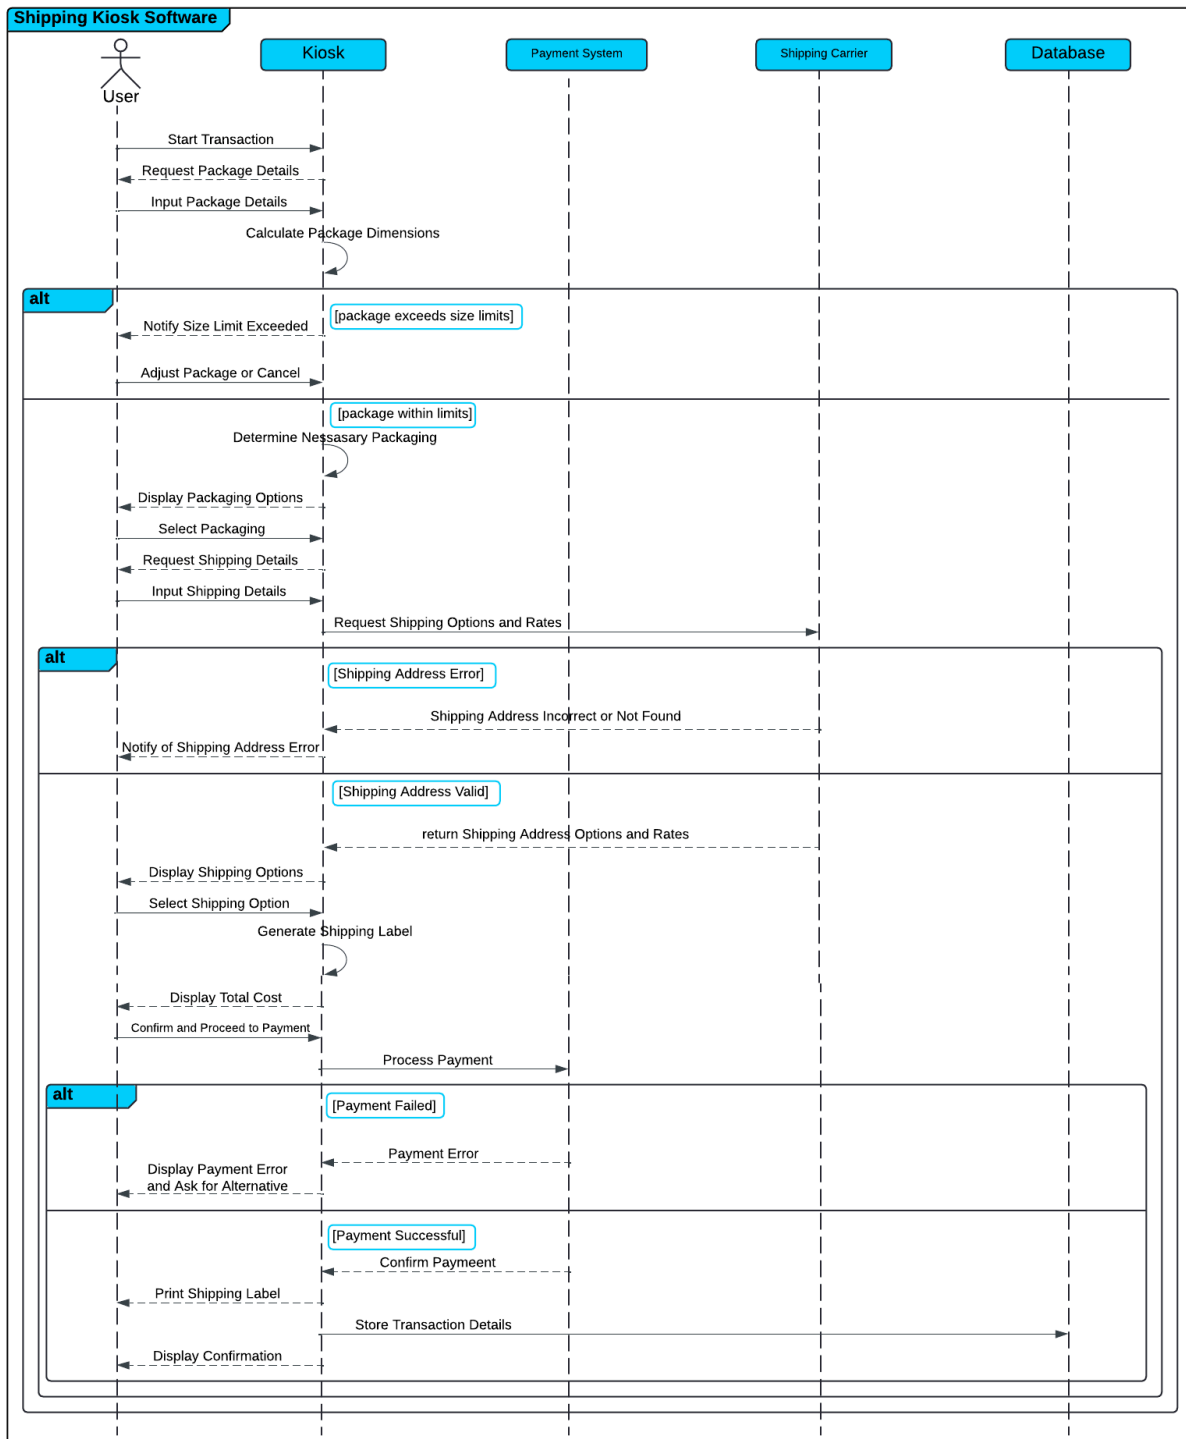 Shipping Kiosk Software
User
Kiosk
Payment System
Shipping Carrier
Database
Start Transaction
Request Package Details
Input Package Details
Calculate Package Dimensions
alt
[package exceeds size limits]
Notify Size Limit Exceeded
Adjust Package or Cancel
[package within limits]
Determine Nessasary Packaging
Display Packaging Options
Select Packaging
Request Shipping Details
Input Shipping Details
Request Shipping Options and Rates
alt
[Shipping Address Error]
Shipping Address Incorrect or Not Found
Notify of Shipping Address Error
[Shipping Address Valid]
return Shipping Address Options and Rates
Display Shipping Options
Select Shipping Option
Generate Shipping Label
Display Total Cost
Confirm and Proceed to Payment
Process Payment
alt
[Payment Failed]
Payment Error
Display Payment Error
and Ask for Alternative
[Payment Successful]
Confirm Paymeent
Print Shipping Label
Store Transaction Details
Display Confirmation